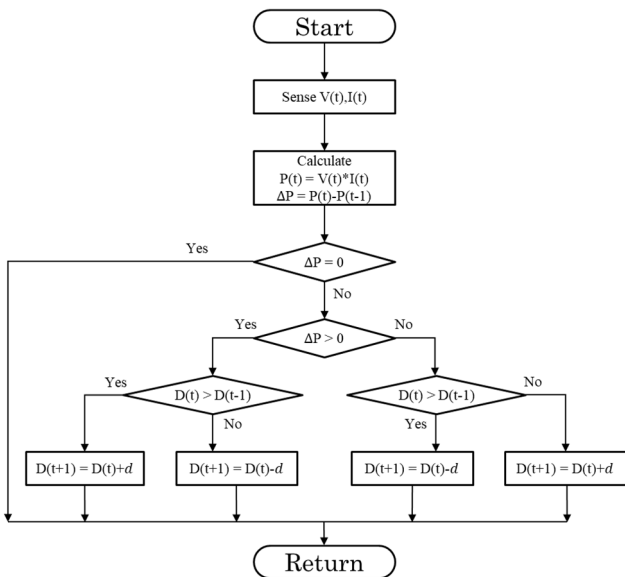 Start
Sense V(t),I(t)
Calculate
P(t) = V(t)*I(t)
ΔP = P(t)-P(t-1)
Yes
ΔP = 0
No
Yes
ΔP > 0
No
Yes
D(t) > D(t-1)
No
D(t) > D(t-1)
Yes
No
D(t+1) = D(t)+d
D(t+1) = D(t)-d
D(t+1) = D(t)-d
D(t+1) = D(t)+d
Return